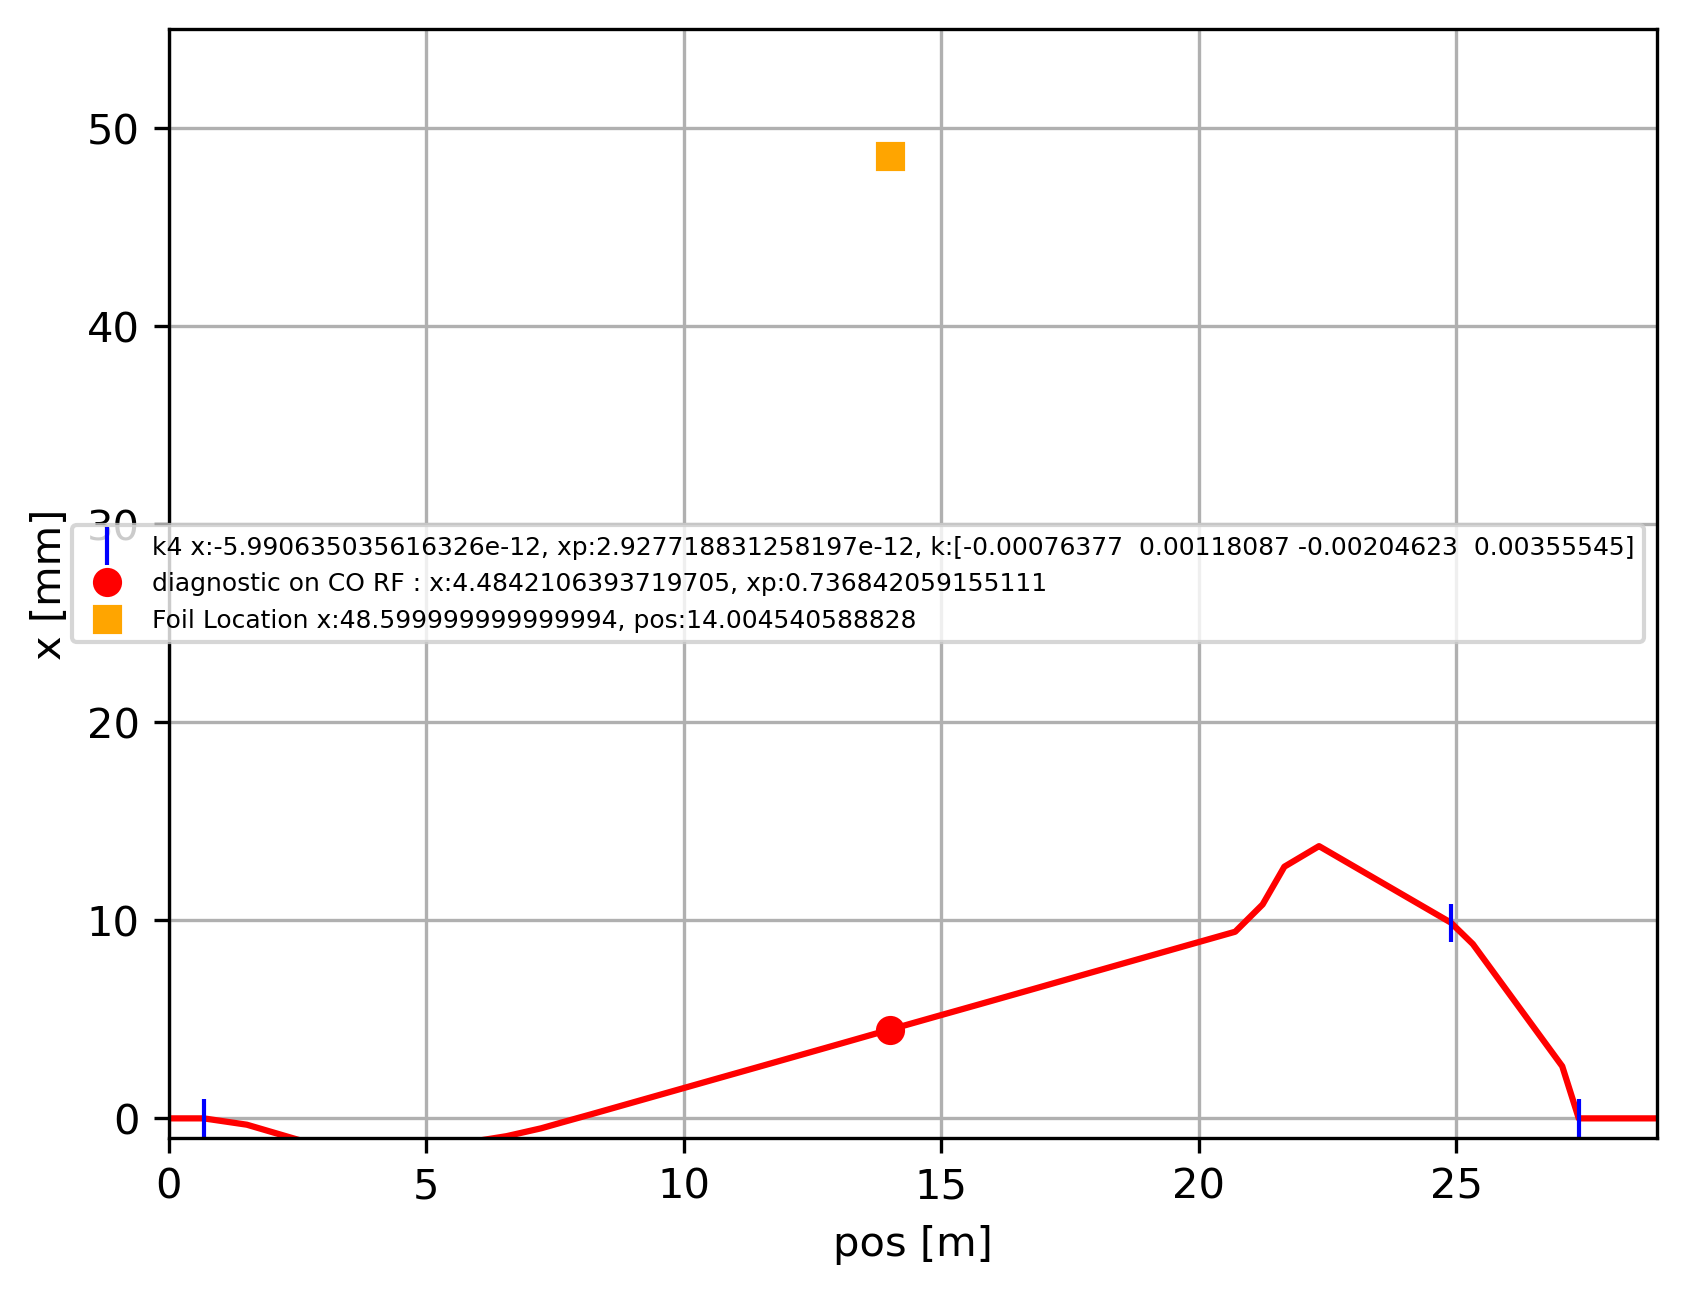 50
40
30
20
10
0
x [mm]
k4 x:-5.990635035616326e-12, xp:2.927718831258197e-12, k:[-0.00076377  0.00118087 -0.00204623  0.00355545]
diagnostic on CO RF : x:4.4842106393719705, xp:0.736842059155111
Foil Location x:48.599999999999994, pos:14.004540588828
0 5 10 15 20 25
pos [m]